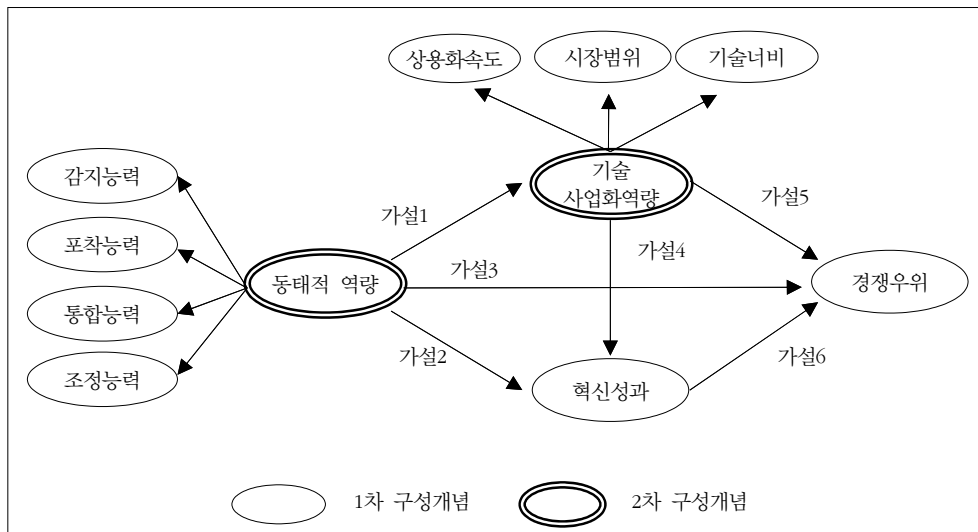 상용화속도
시장범위
기술너비
감지능력
포착능력
통합능력
조정능력
동태적 역량
기술
사업화역량
가설1
가설3
가설2
가설4
가설5
가설6
경쟁우위
혁신성과
1차 구성개념
2차 구성개념